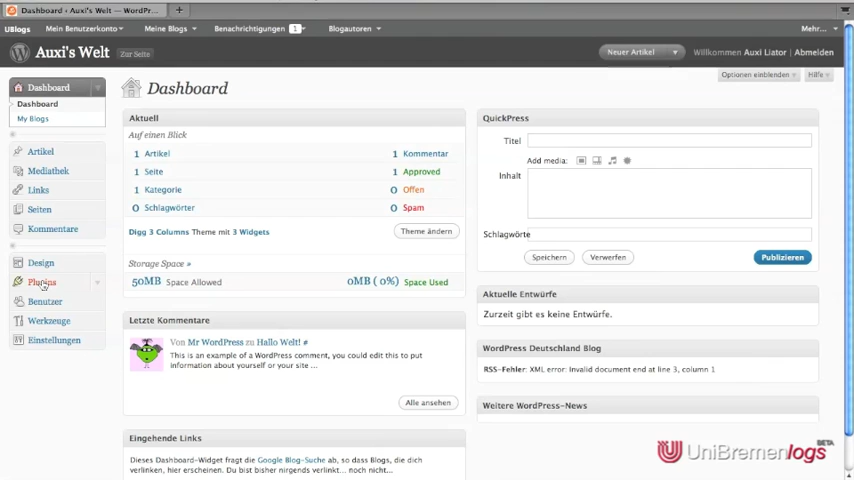 Dashboard ‹ Auxi's Welt — WordPr...
UBlogs Mein Benutzerkonto Meine Blogs Benachrichtigungen 1 Blogautoren Mehr...
Auxi's Welt Zur Seite Neuer Artikel Willkommen Auxi Liator | Abmelden
Optionen einblenden Hilfe
Dashboard
Dashboard
My Blogs
Artikel
Mediathek
Links
Seiten
Kommentare
Design
Plugins
Benutzer
Werkzeuge
Einstellungen
Dashboard
Aktuell
Auf einen Blick
1 Artikel 1 Kommentar
1 Seite 1 Approved
1 Kategorie 0 Offen
0 Schlagwörter 0 Spam
Digg 3 Columns Theme mit 3 Widgets Theme ändern
Storage Space »
50MB Space Allowed 0MB ( 0%) Space Used
Letzte Kommentare
Von Mr WordPress zu Hallo Welt! #
This is an example of a WordPress comment, you could edit this to put
information about yourself or your site ...
Alle ansehen
Eingehende Links
Dieses Dashboard-Widget fragt die Google Blog-Suche ab, so dass Blogs, die dich
verlinken, hier erscheinen. Du bist bisher nirgends verlinkt... noch nicht...
QuickPress
Titel
Add media:
Inhalt
Schlagwörte
Speichern Verwerfen Publizieren
Aktuelle Entwürfe
Zurzeit gibt es keine Entwürfe.
WordPress Deutschland Blog
RSS-Fehler: XML error: Invalid document end at line 3, column 1
Weitere WordPress-News
UniBremenlogs BETA